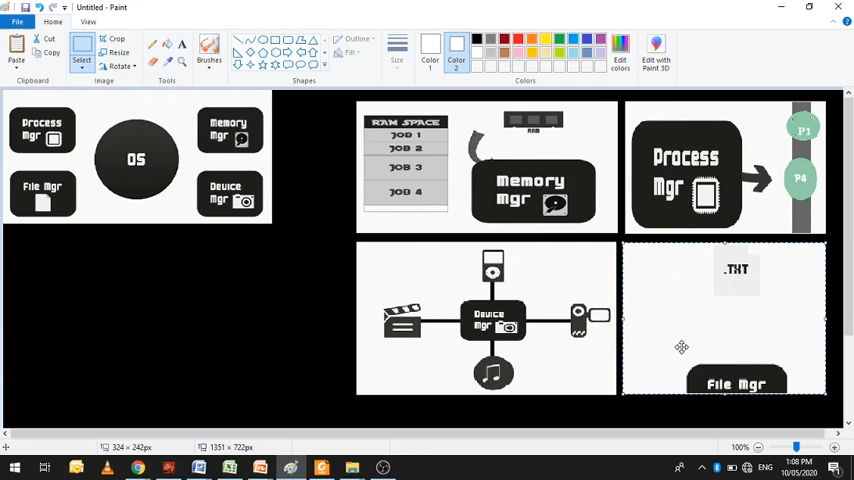 Untitled - Paint
File
Home
View
Paste
Cut
Copy
Clipboard
Select
Crop
Resize
Rotate
Image
A
Tools
Brushes
Shapes
Outline
Fill
Size
Color 1
Color 2
Edit colors
Colors
Edit with Paint 3D
Process Mgr
Memory Mgr
OS
File Mgr
Device Mgr
RAM SPACE
JOB 1
JOB 2
JOB 3
JOB 4
RAM
Memory Mgr
Process Mgr
P1
P4
Device Mgr
.TXT
File Mgr
324 × 242px
1351 × 722px
100%
ENG
1:08 PM
10/05/2020